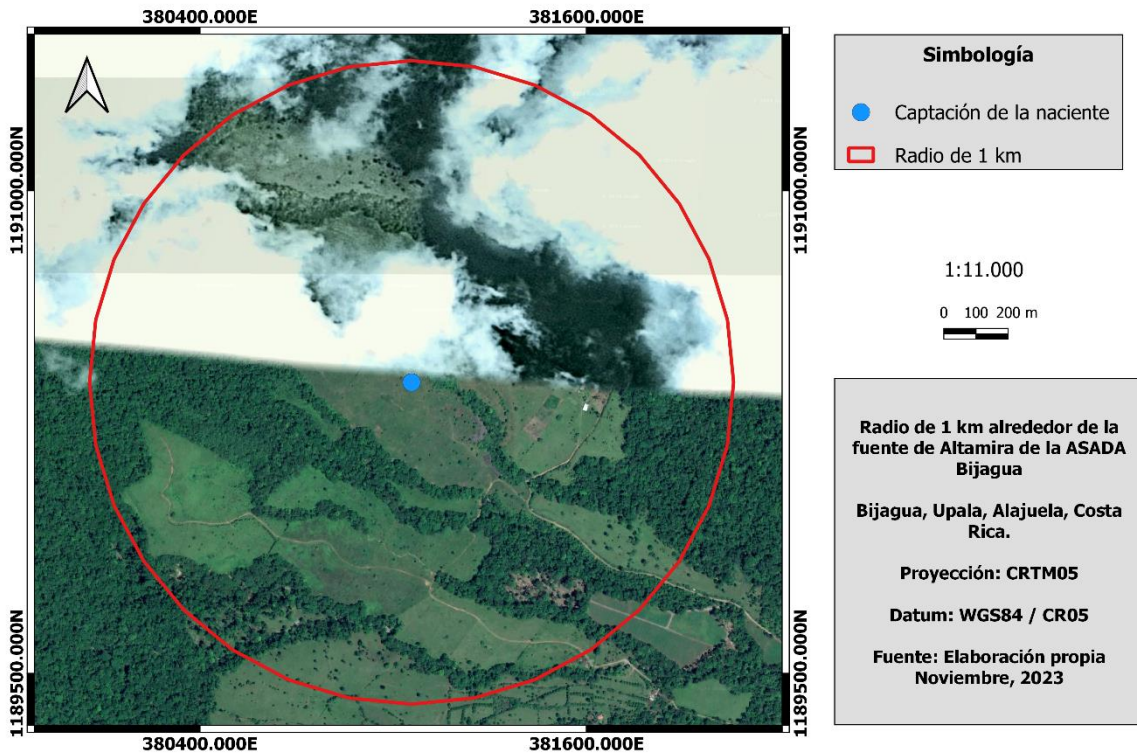 380400.000E
381600.000E
1191000.000N
1191000.000N
1189500.000N
1189500.000N
380400.000E
381600.000E
Simbología
Captación de la naciente
Radio de 1 km
1:11.000
0 100 200 m
Radio de 1 km alrededor de la
fuente de Altamira de la ASADA
Bijagua
Bijagua, Upala, Alajuela, Costa
Rica.
Proyección: CRTM05
Datum: WGS84 / CR05
Fuente: Elaboración propia
Noviembre, 2023